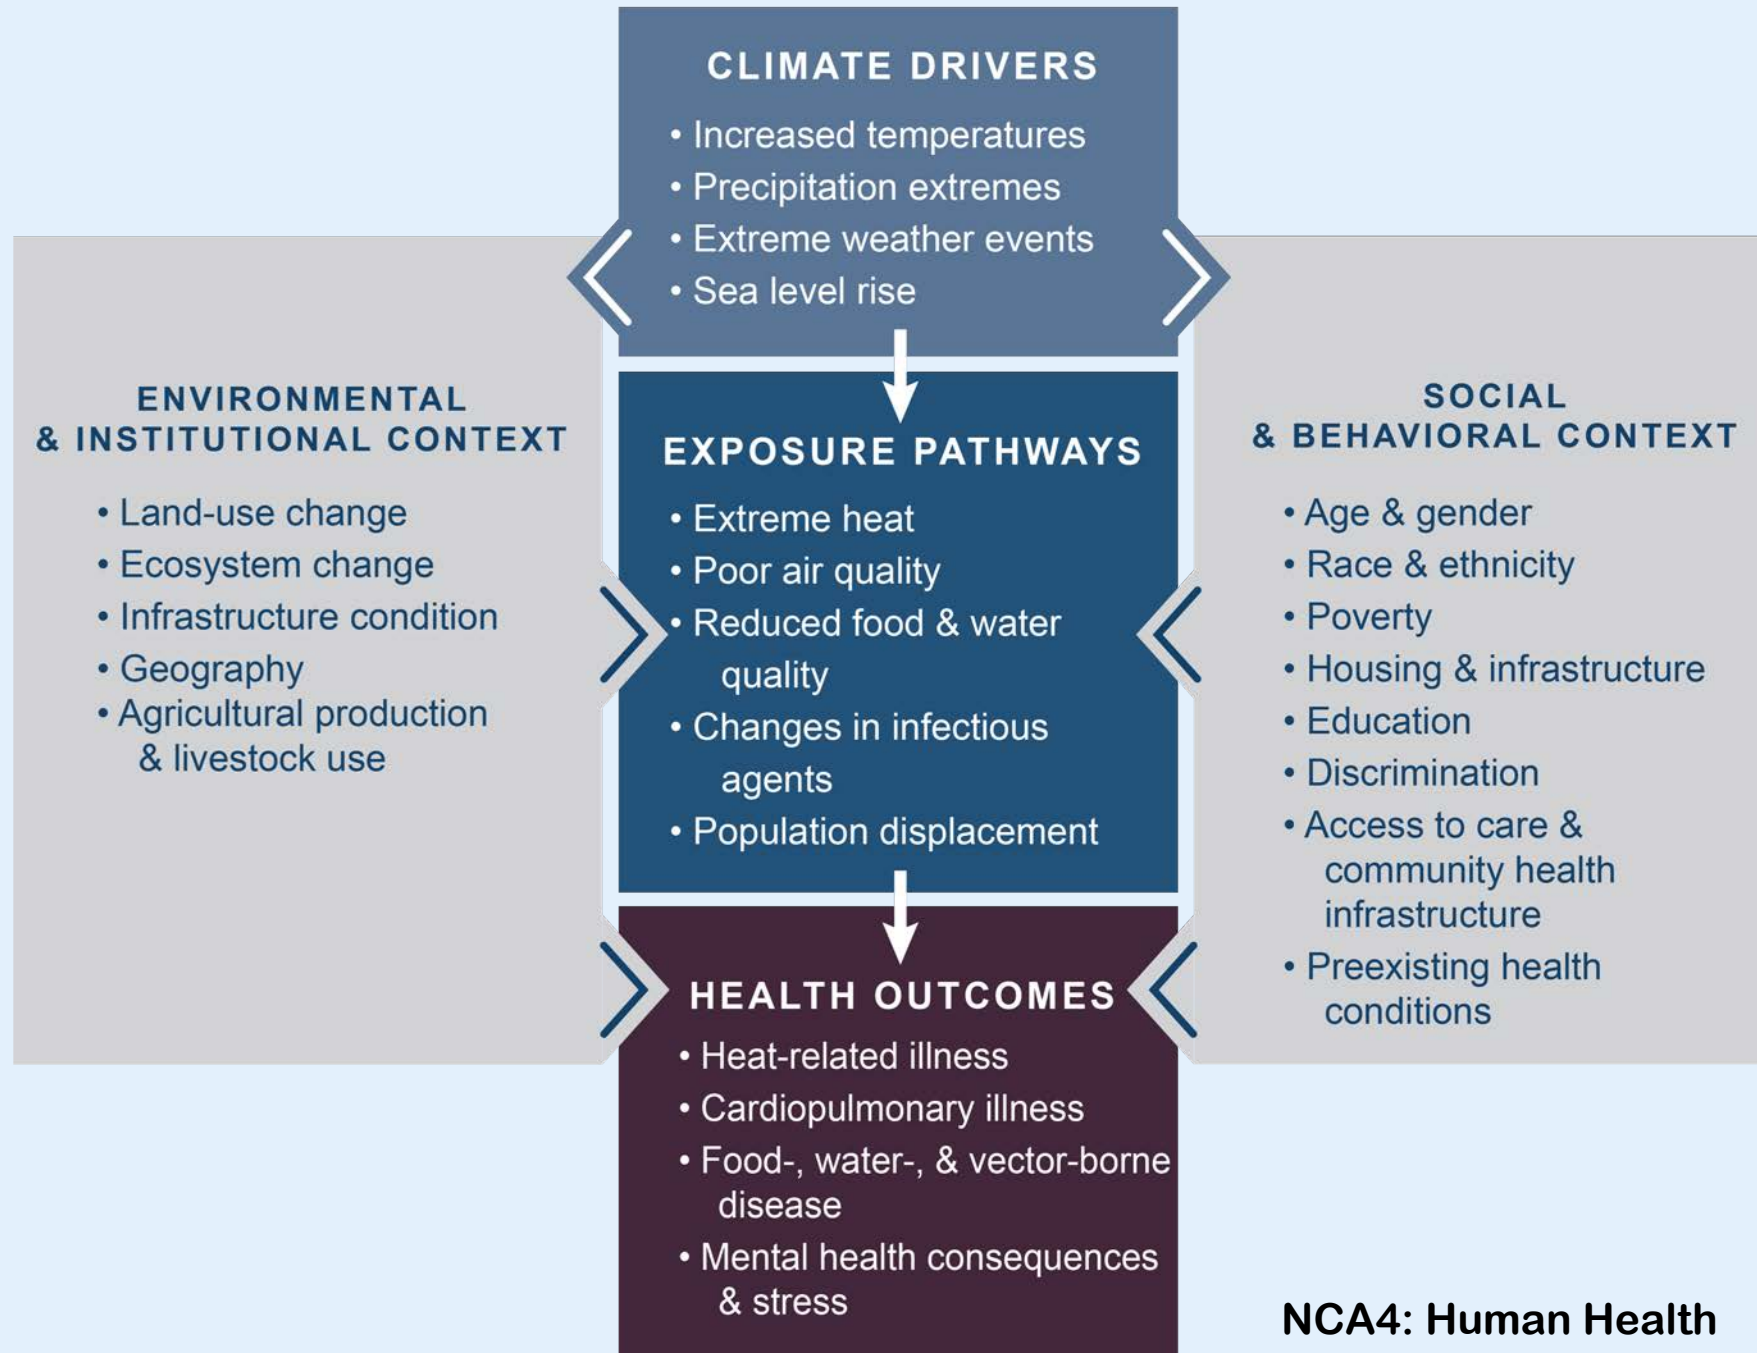 CLIMATE DRIVERS
• Increased temperatures
• Precipitation extremes
• Extreme weather events
• Sea level rise
ENVIRONMENTAL
& INSTITUTIONAL CONTEXT
• Land-use change
• Ecosystem change
• Infrastructure condition
• Geography
• Agricultural production
& livestock use
EXPOSURE PATHWAYS
• Extreme heat
• Poor air quality
• Reduced food & water
quality
• Changes in infectious
agents
• Population displacement
SOCIAL
& BEHAVIORAL CONTEXT
• Age & gender
• Race & ethnicity
• Poverty
• Housing & infrastructure
• Education
• Discrimination
• Access to care &
community health
infrastructure
• Preexisting health
conditions
HEALTH OUTCOMES
• Heat-related illness
• Cardiopulmonary illness
• Food-, water-, & vector-borne
disease
• Mental health consequences
& stress
NCA4: Human Health